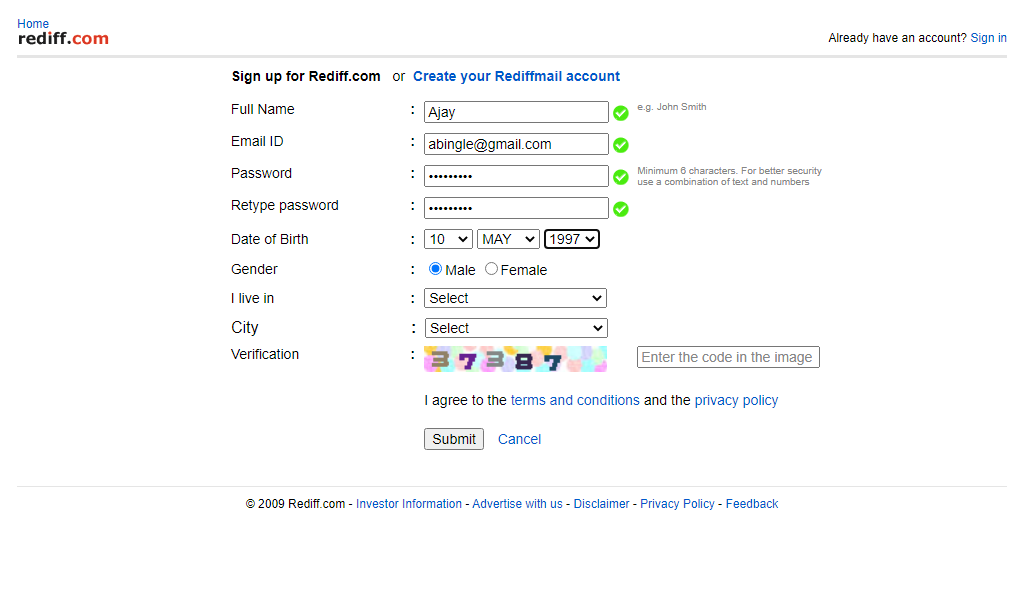 Home
rediff.com
Already have an account? Sign in
Sign up for Rediff.com or Create your Rediffmail account
Full Name : Ajay e.g. John Smith
Email ID : abingle@gmail.com
Password : ••••••••• Minimum 6 characters. For better security
use a combination of text and numbers
Retype password : •••••••••
Date of Birth : 10 MAY 1997
Gender : Male Female
I live in : Select
City : Select
Verification : 37387 Enter the code in the image
I agree to the terms and conditions and the privacy policy
Submit Cancel
© 2009 Rediff.com - Investor Information - Advertise with us - Disclaimer - Privacy Policy - Feedback